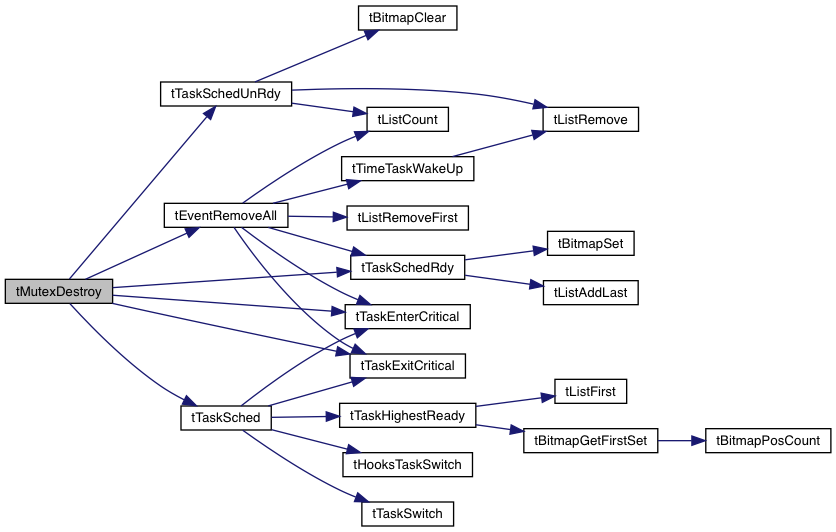 tBitmapClear
tTaskSchedUnRdy
tListCount
tListRemove
tTimeTaskWakeUp
tEventRemoveAll
tListRemoveFirst
tBitmapSet
tTaskSchedRdy
tMutexDestroy
tListAddLast
tTaskEnterCritical
tTaskExitCritical
tListFirst
tTaskSched
tTaskHighestReady
tBitmapGetFirstSet
tBitmapPosCount
tHooksTaskSwitch
tTaskSwitch